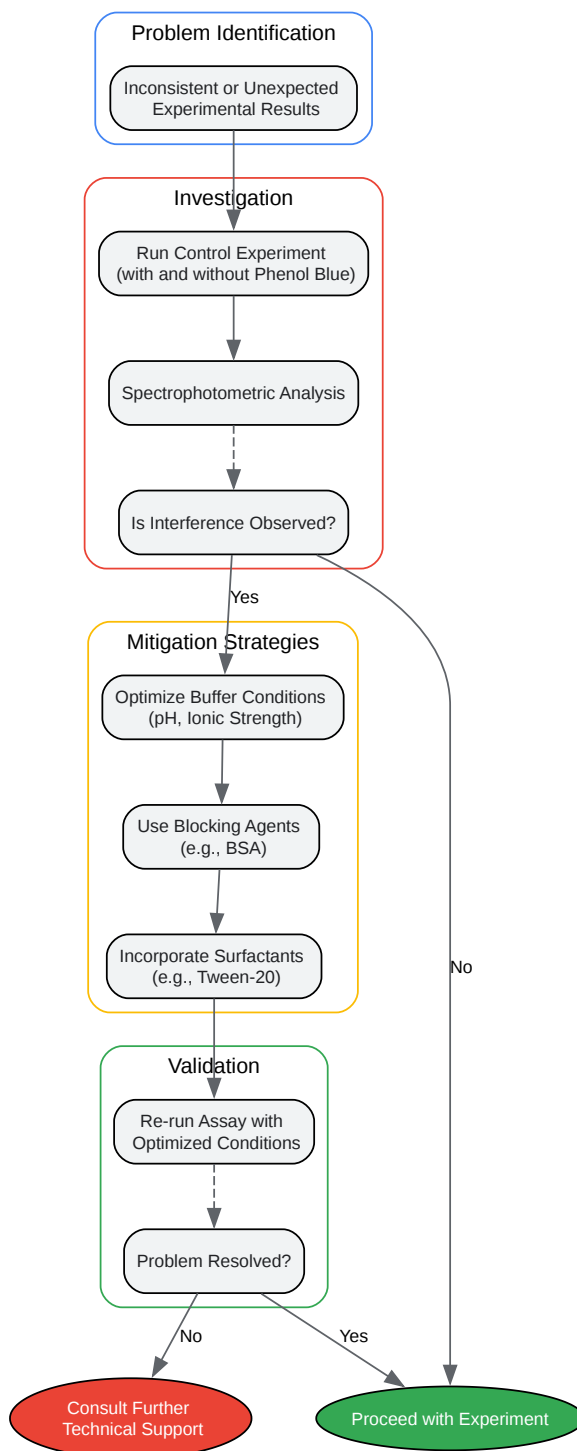 Problem Identification
Inconsistent or Unexpected
Experimental Results
Investigation
Run Control Experiment
(with and without Phenol Blue)
Spectrophotometric Analysis
Is Interference Observed?
Yes
Mitigation Strategies
Optimize Buffer Conditions
(pH, Ionic Strength)
Use Blocking Agents
(e.g., BSA)
Incorporate Surfactants
(e.g., Tween-20)
No
Validation
Re-run Assay with
Optimized Conditions
Problem Resolved?
No
Yes
Consult Further
Technical Support
Proceed with Experiment